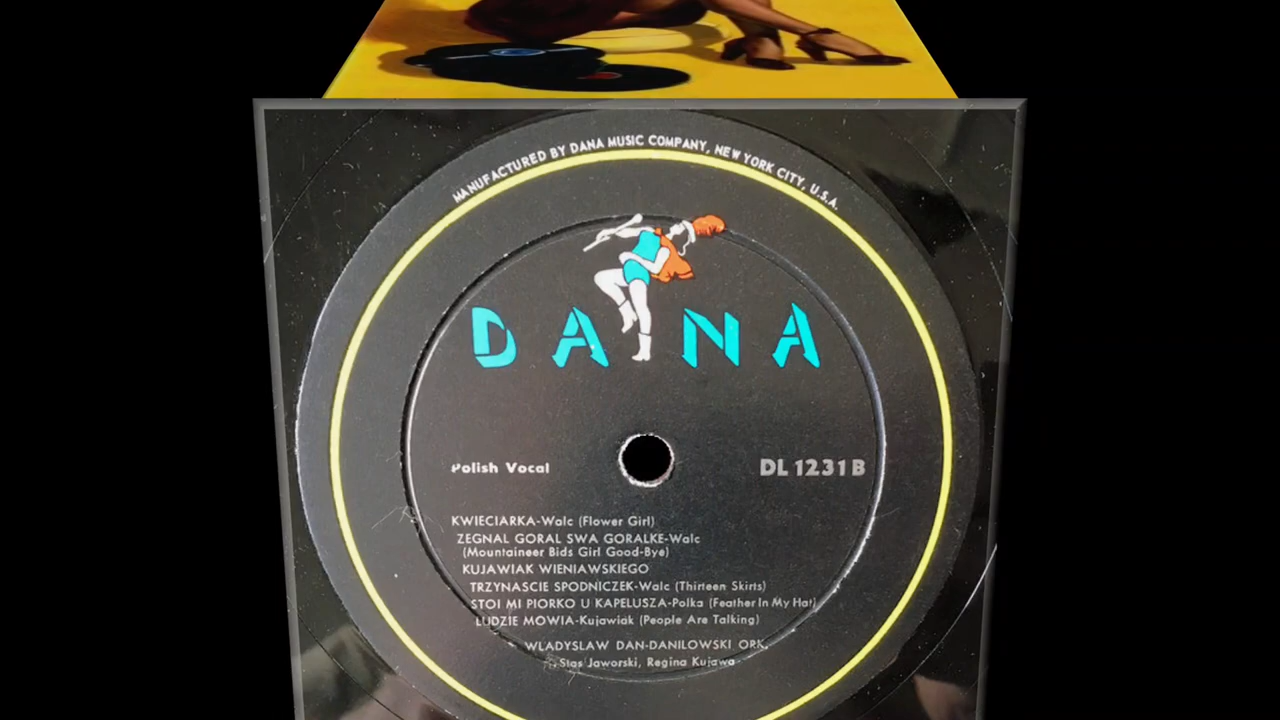 MANUFACTURED BY DANA MUSIC COMPANY, NEW YORK CITY, U.S.A.
DANA
Polish Vocal
DL 1231B
KWIECIARKA-Walc (Flower Girl)
ZEGNAL GORAL SWA GORALKE-Walc
(Mountaineer Bids Girl Good-Bye)
KUJAWIAK WIENIAWSKIEGO
TRZYNASCIE SPODNICZEK-Walc (Thirteen Skirts)
STOI MI PIORKO U KAPELUSZA-Polka (Feather In My Hat)
LUDZIE MOWIA-Kujawiak (People Are Talking)
WLADYSLAW DAN-DANILOWSKI ORK.
Stas Jaworski, Regina Kujawa